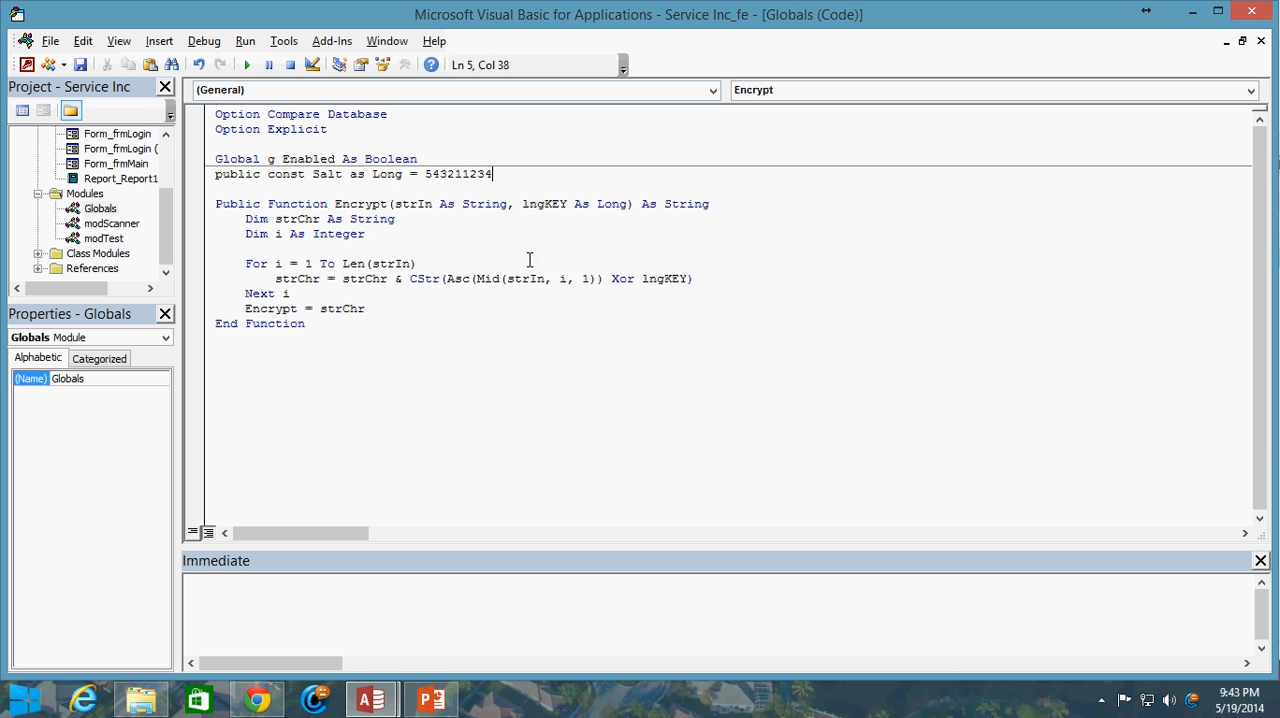 Microsoft Visual Basic for Applications - Service Inc_fe - [Globals (Code)]
File Edit View Insert Debug Run Tools Add-Ins Window Help
Ln 5, Col 38
Project - Service Inc
(General)
Encrypt
Form_frmLogin
Form_frmLogin (
Form_frmMain
Report_Report1
Modules
Globals
modScanner
modTest
Class Modules
References
Properties - Globals
Globals Module
Alphabetic Categorized
(Name) Globals
Option Compare Database
Option Explicit
Global g_Enabled As Boolean
public const Salt as Long = 543211234
Public Function Encrypt(strIn As String, lngKEY As Long) As String
Dim strChr As String
Dim i As Integer
For i = 1 To Len(strIn)
strChr = strChr & CStr(Asc(Mid(strIn, i, 1)) Xor lngKEY)
Next i
Encrypt = strChr
End Function
Immediate
9:43 PM
5/19/2014